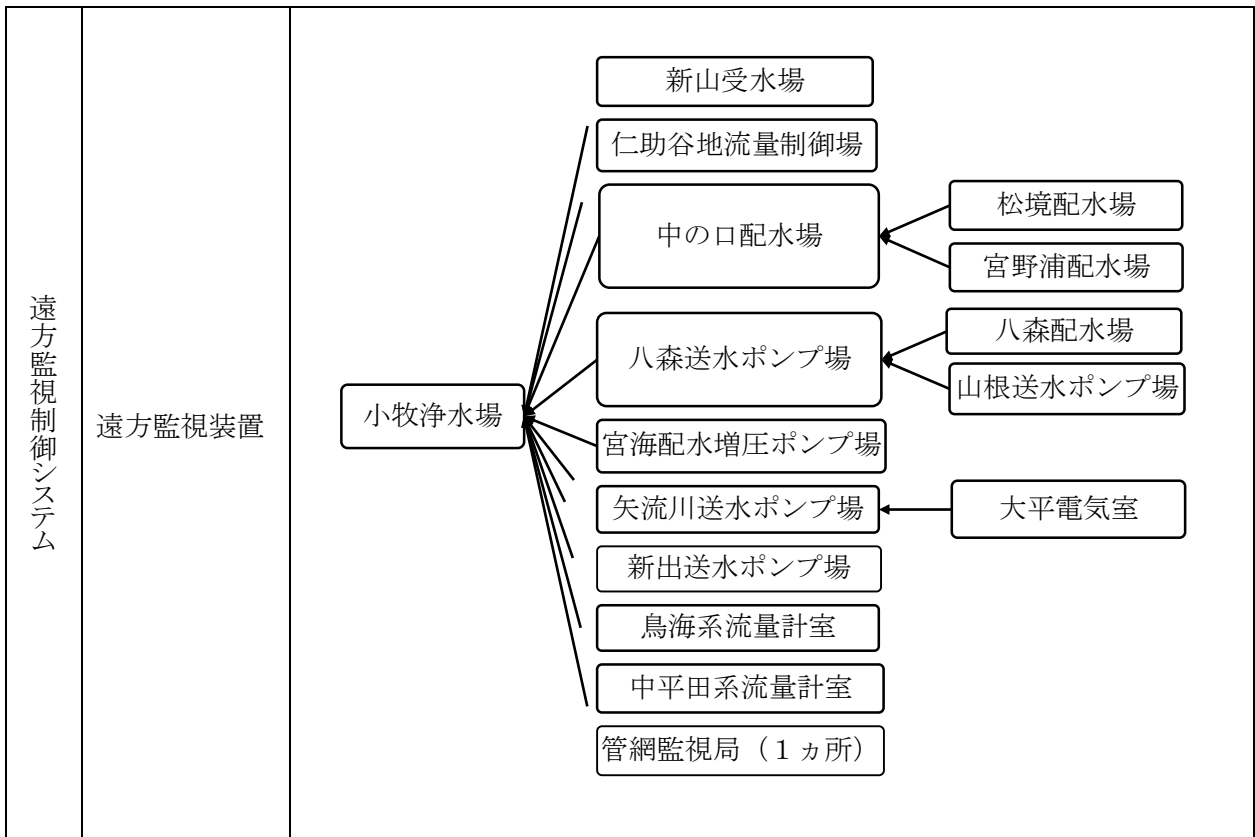 遠方監視制御システム
遠方監視装置
小牧浄水場
新山受水場
仁助谷地流量制御場
中の口配水場
松境配水場
宮野浦配水場
八森送水ポンプ場
八森配水場
山根送水ポンプ場
宮海配水増圧ポンプ場
矢流川送水ポンプ場
大平電気室
新出送水ポンプ場
鳥海系流量計室
中平田系流量計室
管網監視局（１ヵ所）